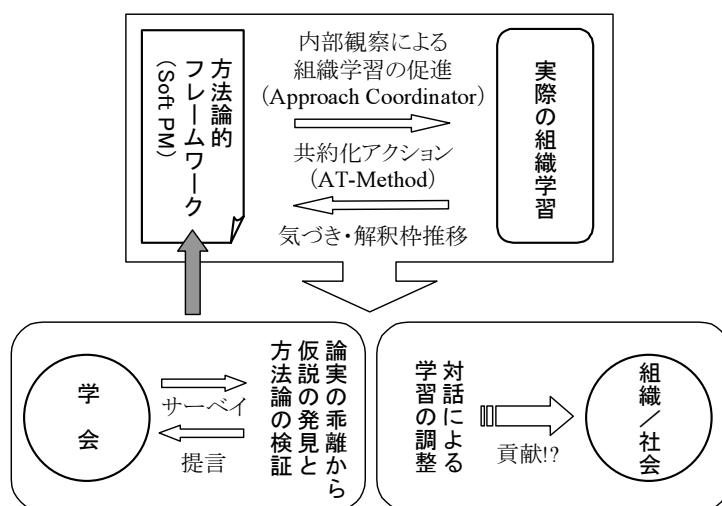 方法論的
フレームワーク
(Soft PM)
内部観察による
組織学習の促進
(Approach Coordinator)
共約化アクション
(AT-Method)
気づき・解釈枠推移
実際の組織学習
学会
サーベイ
提言
論実の乖離から
仮説の発見と
方法論の検証
対話による
学習の調整
貢献!?
組織／社会